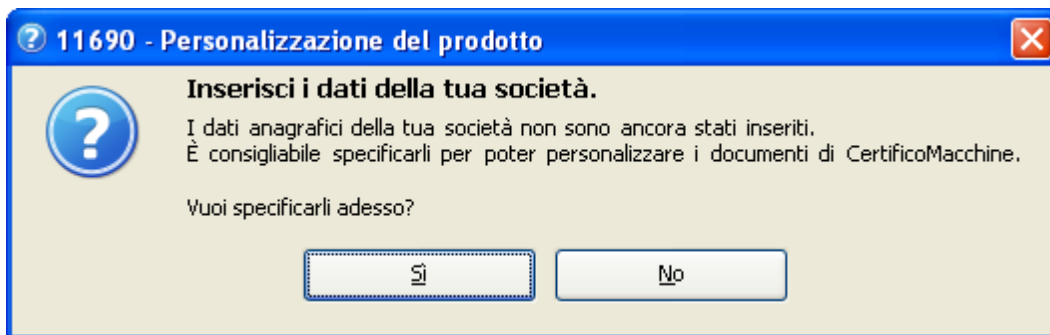 11690 - Personalizzazione del prodotto
Inserisci i dati della tua società.
I dati anagrafici della tua società non sono ancora stati inseriti.
È consigliabile specificarli per poter personalizzare i documenti di CertificoMacchine.
Vuoi specificarli adesso?
Sì
No